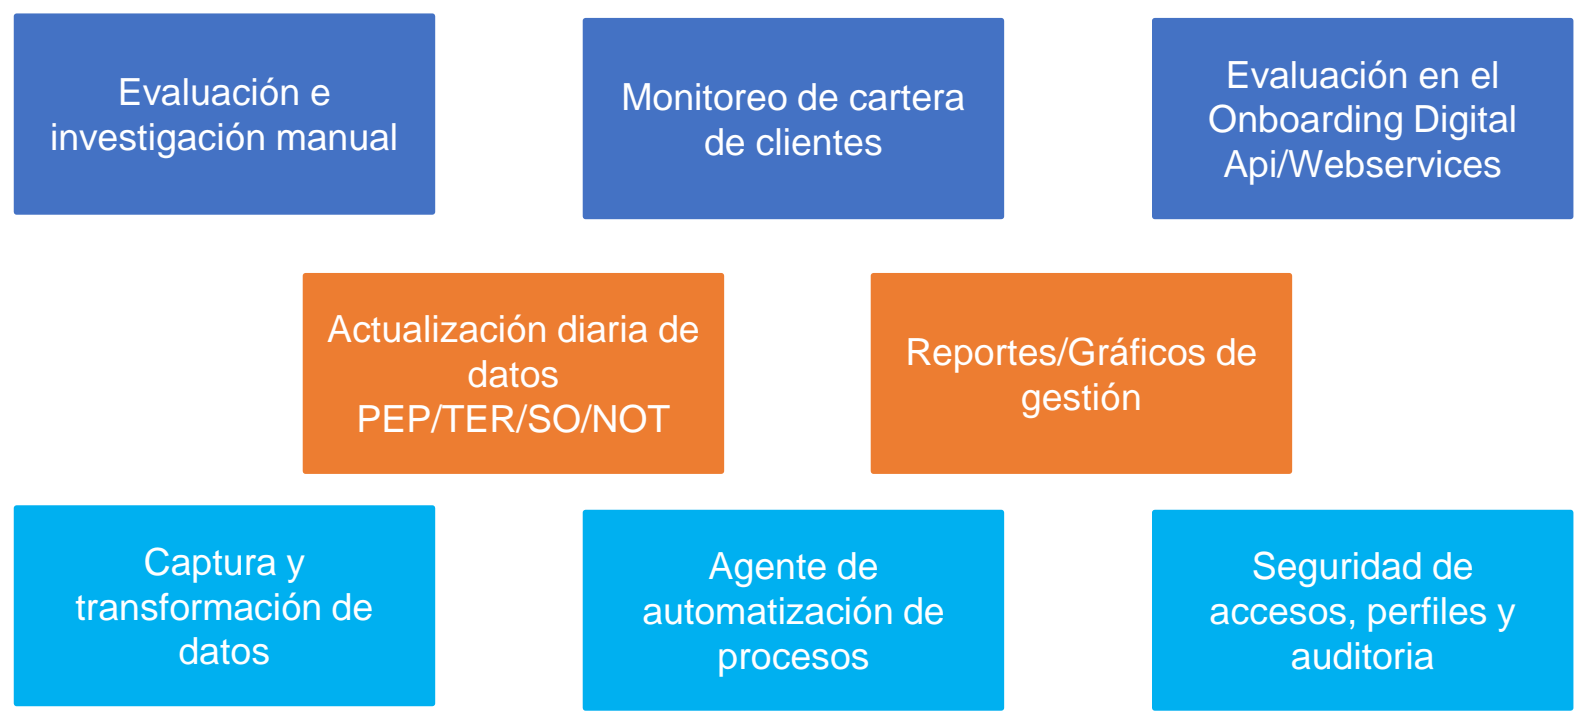 Evaluación e
investigación manual
Monitoreo de cartera
de clientes
Evaluación en el
Onboarding Digital
Api/Webservices
Actualización diaria de
datos
PEP/TER/SO/NOT
Reportes/Gráficos de
gestión
Captura y
transformación de
datos
Agente de
automatización de
procesos
Seguridad de
accesos, perfiles y
auditoria